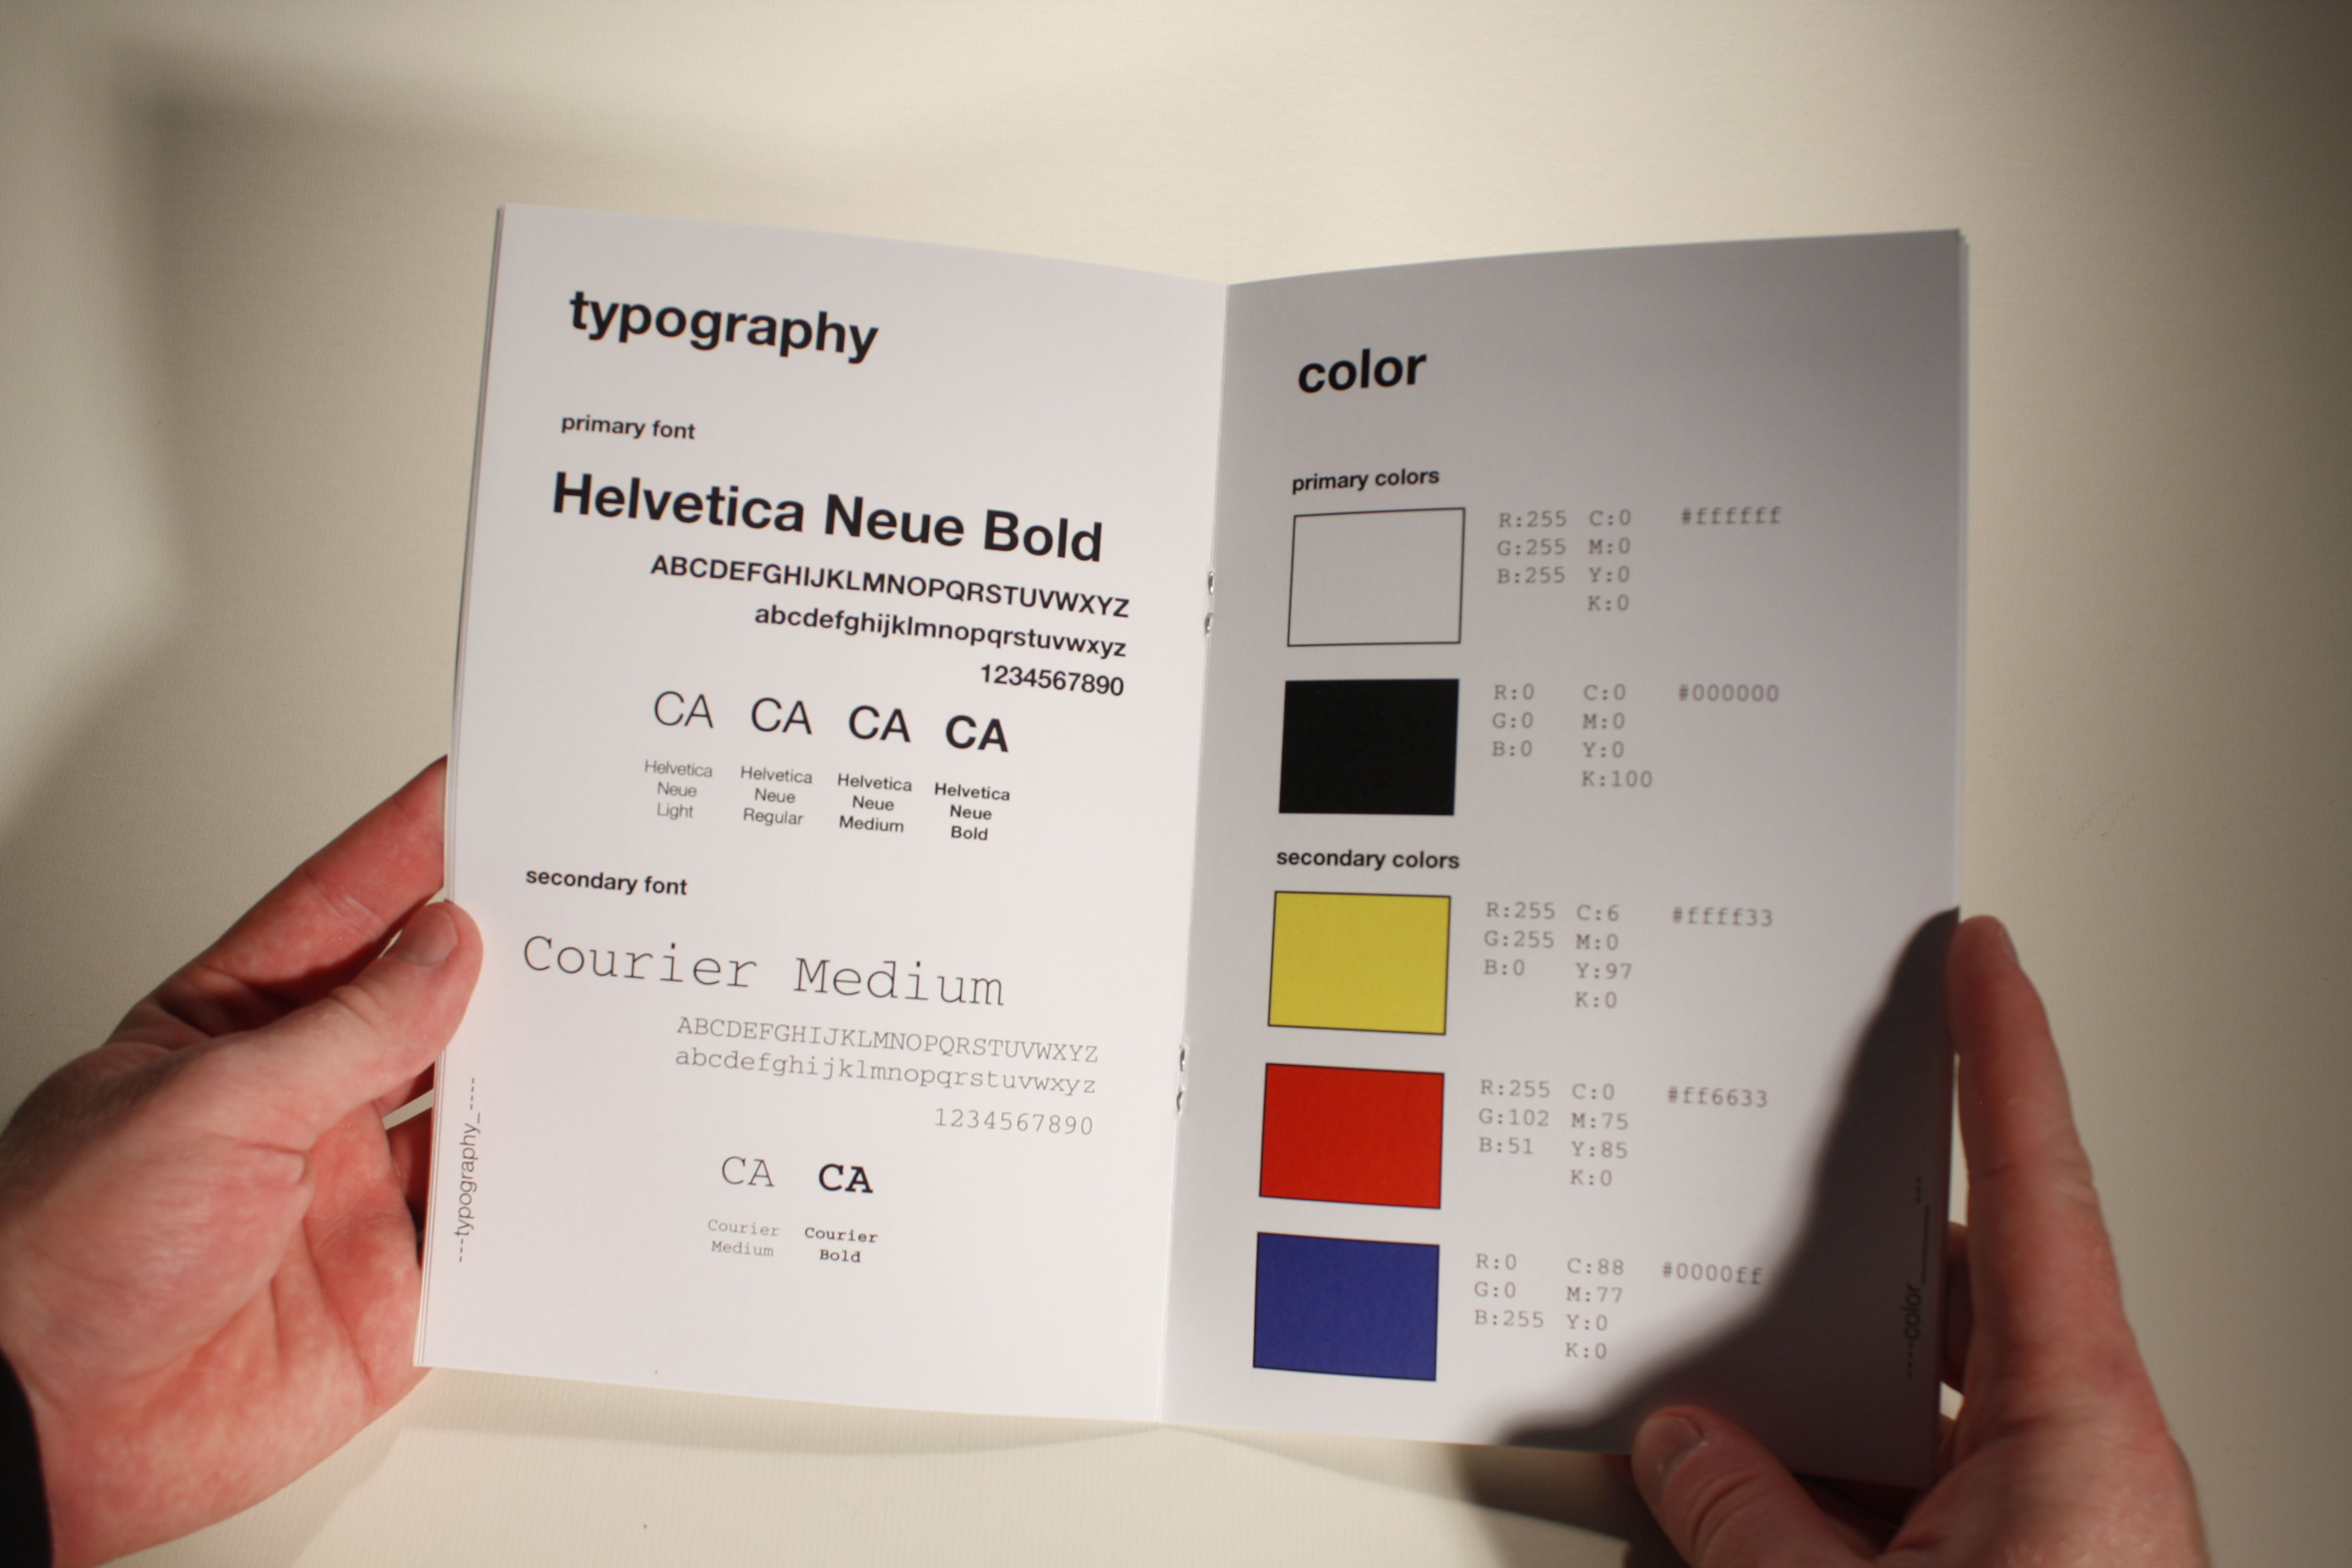 typography
primary font
Helvetica Neue Bold
ABCDEFGHIJKLMNOPQRSTUVWXYZ
abcdefghijklmnopqrstuvwxyz
1234567890
CA CA CA CA
Helvetica Helvetica Helvetica Helvetica
Neue Neue Neue Neue
Light Regular Medium Bold
secondary font
Courier Medium
ABCDEFGHIJKLMNOPQRSTUVWXYZ
abcdefghijklmnopqrstuvwxyz
1234567890
CA CA
Courier Courier
Medium Bold
---typography_----
color
primary colors
R:255 C:0 #ffffff
G:255 M:0
B:255 Y:0
K:0
R:0 C:0 #000000
G:0 M:0
B:0 Y:0
K:100
secondary colors
R:255 C:6 #ffff33
G:255 M:0
B:0 Y:97
K:0
R:255 C:0 #ff6633
G:102 M:75
B:51 Y:85
K:0
R:0 C:88 #0000ff
G:0 M:77
B:255 Y:0
K:0
----color______---